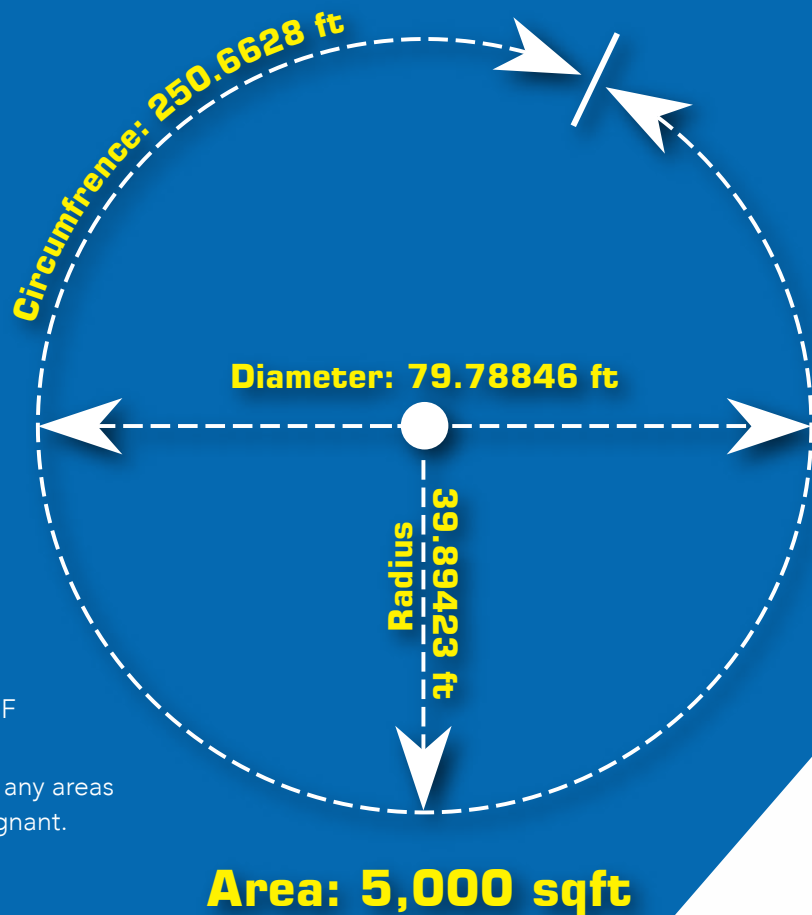 Circumfrence: 250.6628 ft
Diameter: 79.78846 ft
Radius
39.89423 ft
F
any areas
gnant.
Area: 5,000 sqft